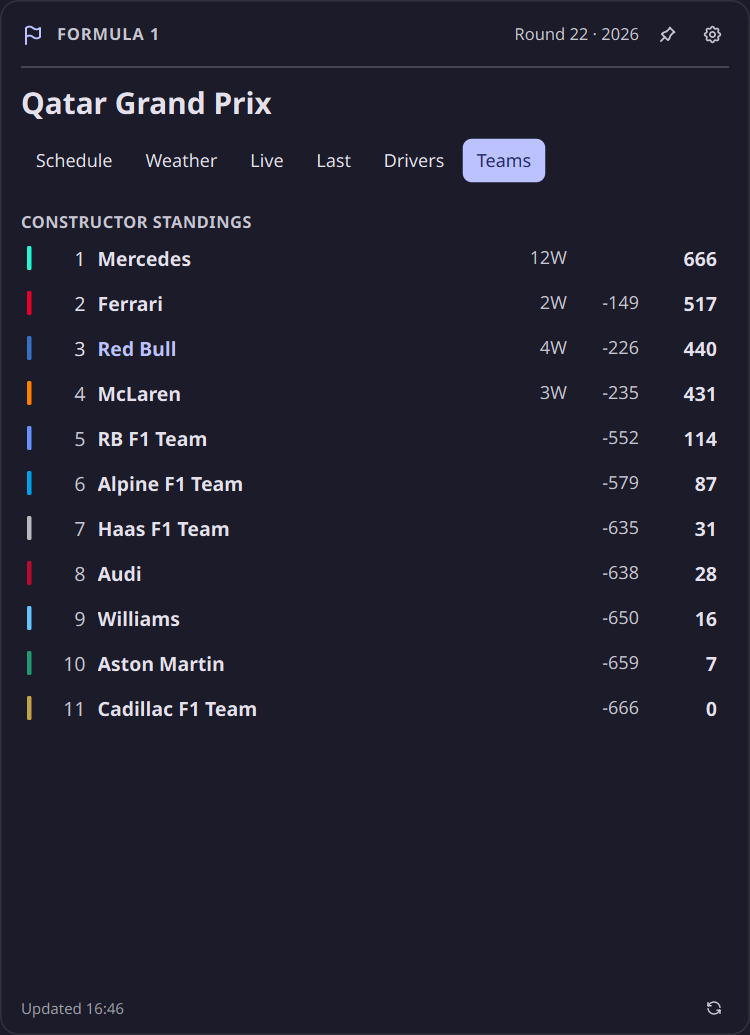 FORMULA 1 Round 22 · 2026
Qatar Grand Prix
Schedule Weather Live Last Drivers Teams
CONSTRUCTOR STANDINGS
1 Mercedes 12W 666
2 Ferrari 2W -149 517
3 Red Bull 4W -226 440
4 McLaren 3W -235 431
5 RB F1 Team -552 114
6 Alpine F1 Team -579 87
7 Haas F1 Team -635 31
8 Audi -638 28
9 Williams -650 16
10 Aston Martin -659 7
11 Cadillac F1 Team -666 0
Updated 16:46